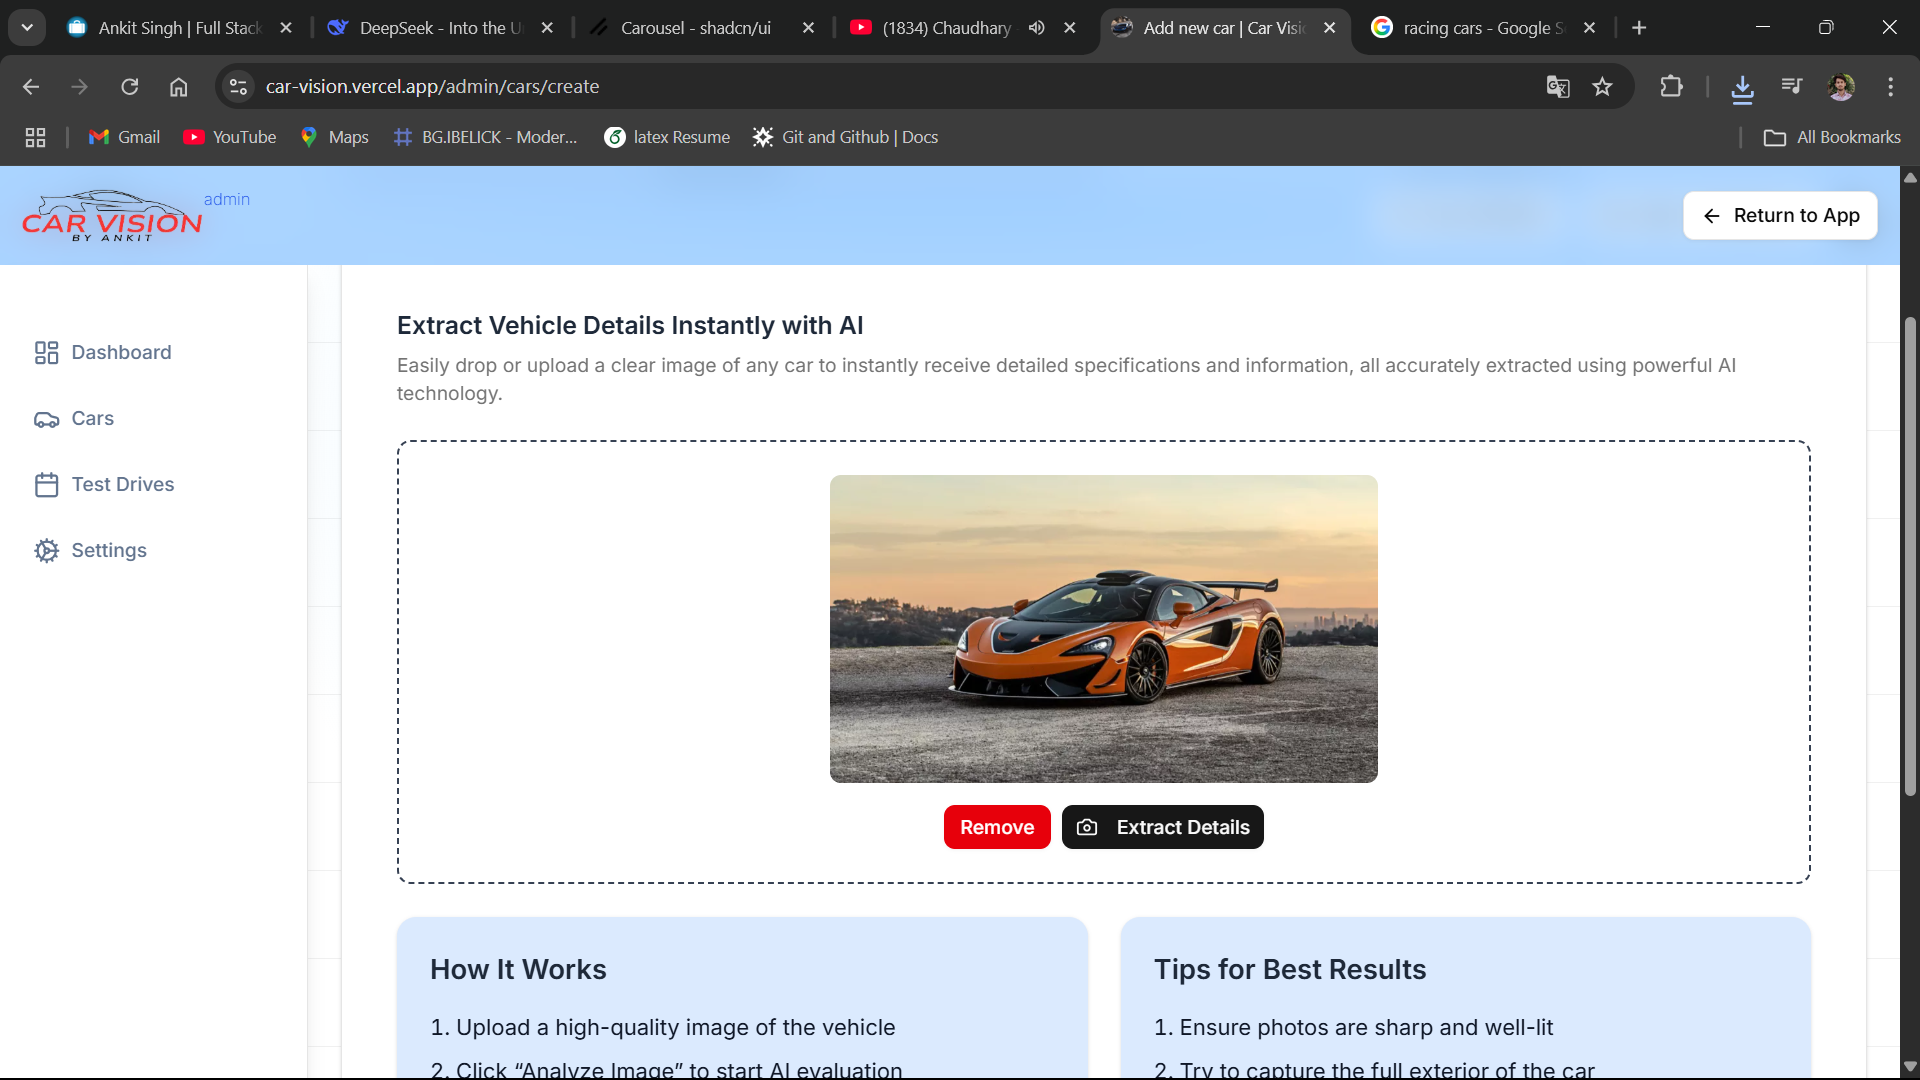 Ankit Singh | Full Stack
DeepSeek - Into the U
Carousel - shadcn/ui
(1834) Chaudhary
Add new car | Car Visi
racing cars - Google S
car-vision.vercel.app/admin/cars/create
Gmail
YouTube
Maps
BG.IBELICK - Moder...
latex Resume
Git and Github | Docs
All Bookmarks
CAR VISION
BY ANKIT
admin
Return to App
Dashboard
Cars
Test Drives
Settings
Extract Vehicle Details Instantly with AI
Easily drop or upload a clear image of any car to instantly receive detailed specifications and information, all accurately extracted using powerful AI
technology.
Remove
Extract Details
How It Works
1. Upload a high-quality image of the vehicle
2. Click “Analyze Image” to start AI evaluation
Tips for Best Results
1. Ensure photos are sharp and well-lit
2. Try to capture the full exterior of the car